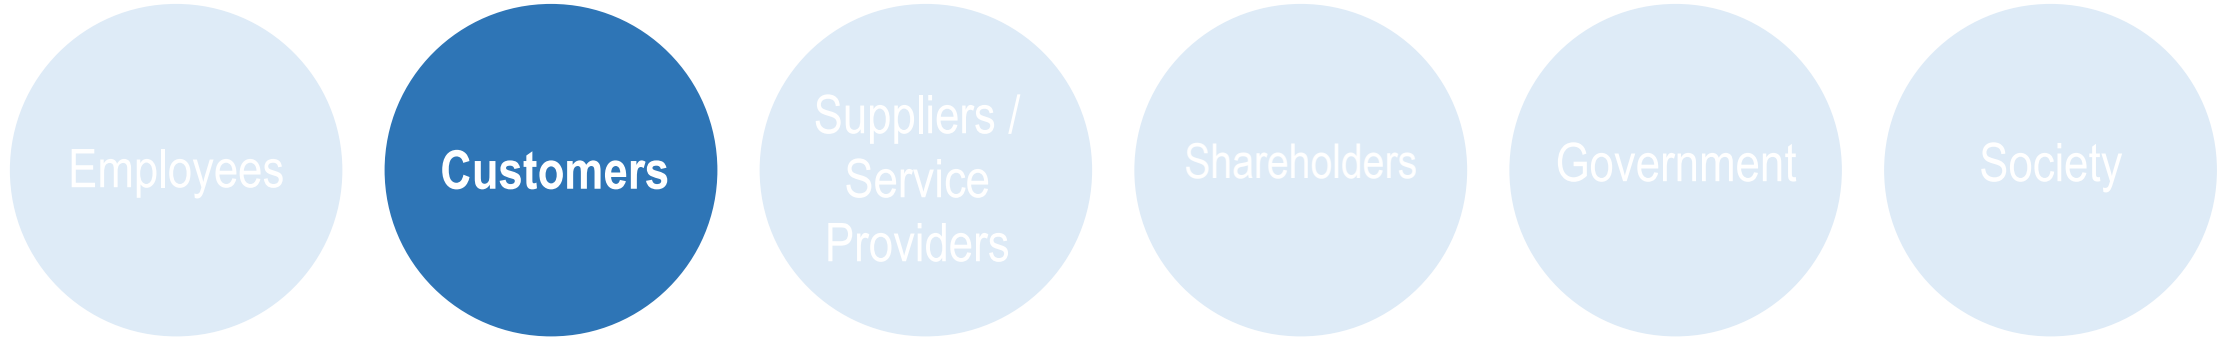 Employees
Customers
Suppliers /
Service
Providers
Shareholders
Government
Society